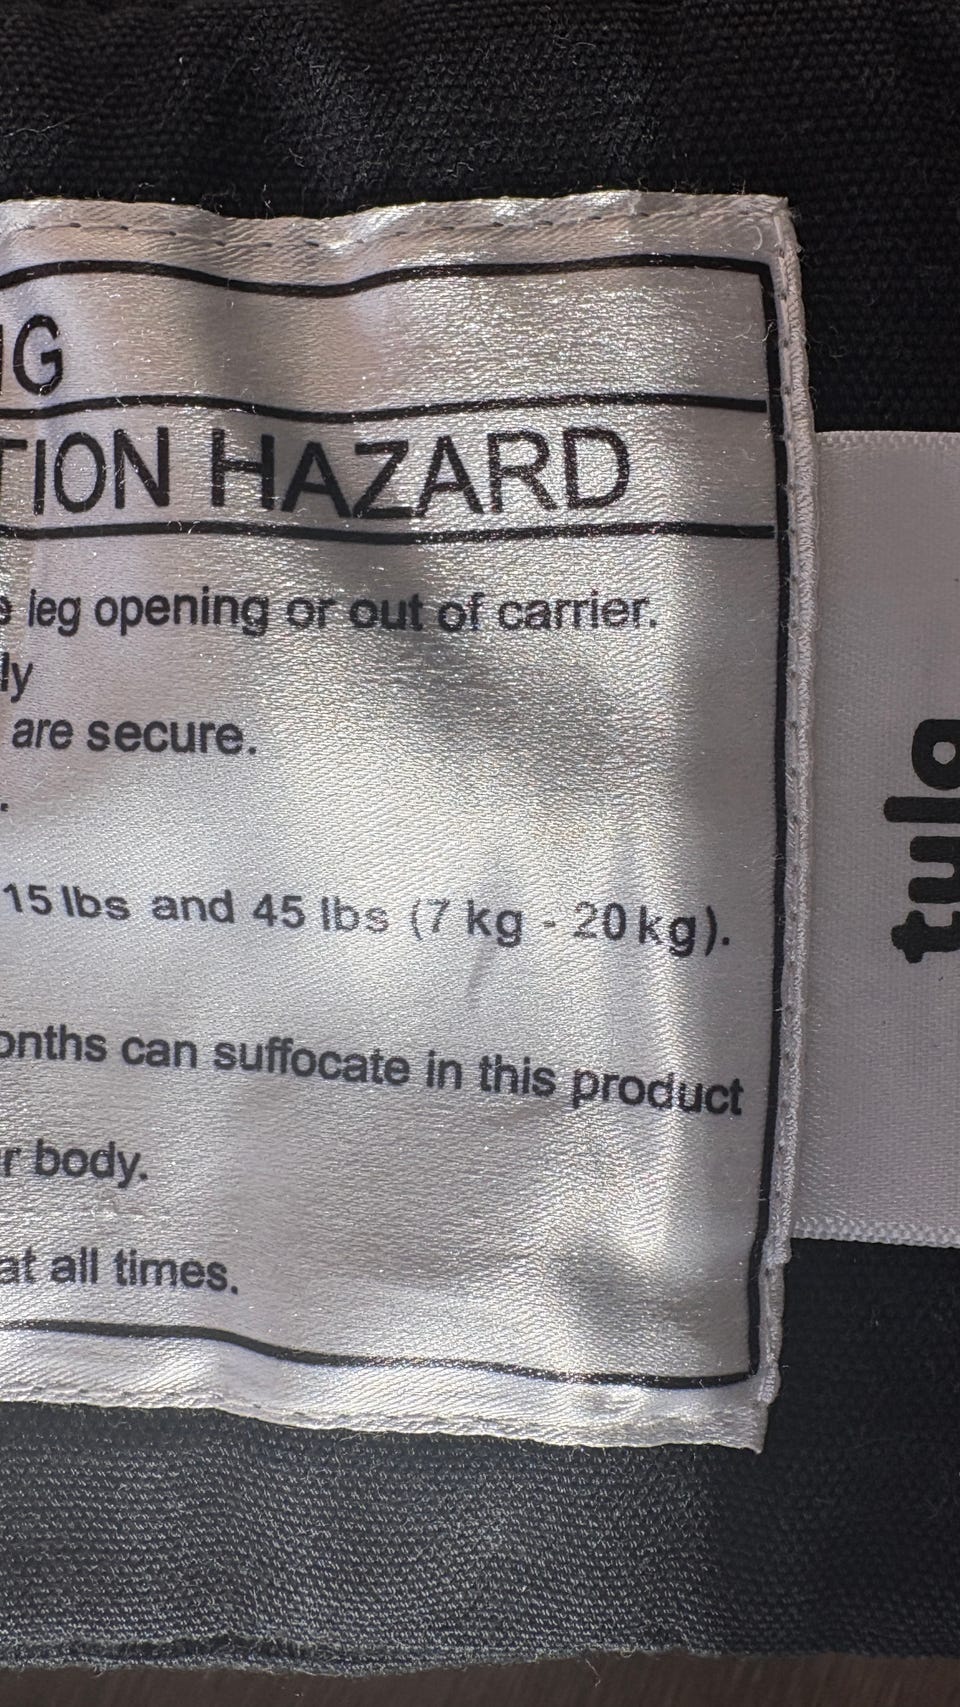 TION HAZARD
leg opening or out of carrier.
ly
are secure.
.
15 lbs and 45 lbs (7 kg - 20 kg).
onths can suffocate in this product
r body.
at all times.
tula